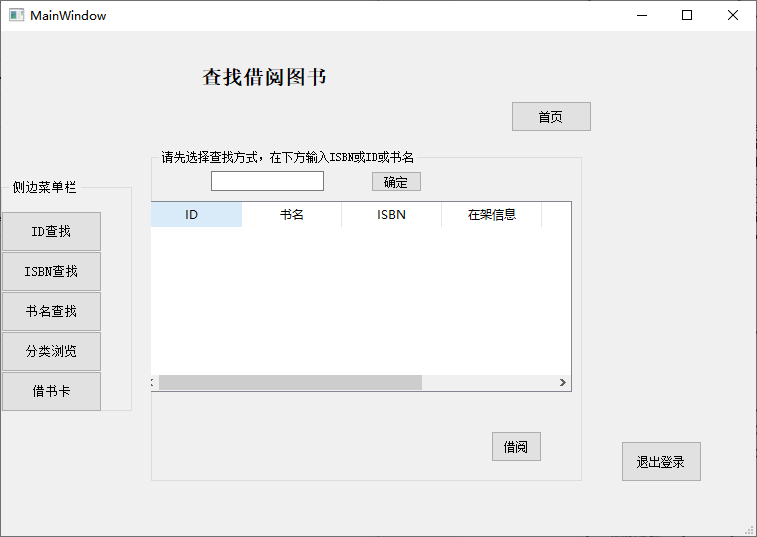 MainWindow
查找借阅图书
首页
请先选择查找方式，在下方输入ISBN或ID或书名
确定
侧边菜单栏
ID 书名 ISBN 在架信息
ID查找
ISBN查找
书名查找
分类浏览
借书卡
借阅
退出登录